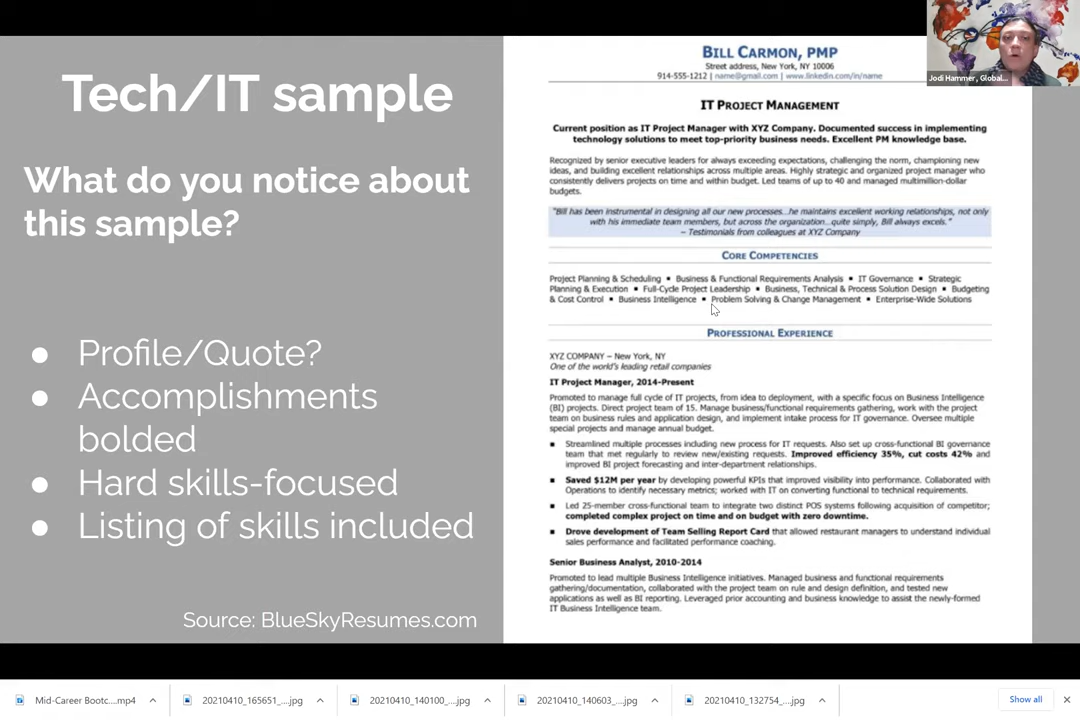 Tech/IT sample
What do you notice about
this sample?
● Profile/Quote?
● Accomplishments
bolded
● Hard skills-focused
● Listing of skills included
Source: BlueSkyResumes.com
BILL CARMON, PMP
Street address, New York, NY 10006
914-555-1212 | name@gmail.com | www.linkedin.com/in/name
IT PROJECT MANAGEMENT
Current position as IT Project Manager with XYZ Company. Documented success in implementing
technology solutions to meet top-priority business needs. Excellent PM knowledge base.
Recognized by senior executive leaders for always exceeding expectations, challenging the norm, championing new
ideas, and building excellent relationships across multiple areas. Highly strategic and organized project manager who
consistently delivers projects on time and within budget. Led teams of up to 40 and managed multimillion-dollar
budgets.
"Bill has been instrumental in designing all our new processes...he maintains excellent working relationships, not only
with his immediate team members, but across the organization...quite simply, Bill always excels."
– Testimonials from colleagues at XYZ Company
CORE COMPETENCIES
Project Planning & Scheduling ▪ Business & Functional Requirements Analysis ▪ IT Governance ▪ Strategic
Planning & Execution ▪ Full-Cycle Project Leadership ▪ Business, Technical & Process Solution Design ▪ Budgeting
& Cost Control ▪ Business Intelligence ▪ Problem Solving & Change Management ▪ Enterprise-Wide Solutions
PROFESSIONAL EXPERIENCE
XYZ COMPANY – New York, NY
One of the world's leading retail companies
IT Project Manager, 2014-Present
Promoted to manage full cycle of IT projects, from idea to deployment, with a specific focus on Business Intelligence
(BI) projects. Direct project team of 15. Manage business/functional requirements gathering, work with the project
team on business rules and application design, and implement intake process for IT governance. Oversee multiple
special projects and manage annual budget.
▪ Streamlined multiple processes including new process for IT requests. Also set up cross-functional BI governance
team that met regularly to review new/existing requests. Improved efficiency 35%, cut costs 42% and
improved BI project forecasting and inter-department relationships.
▪ Saved $12M per year by developing powerful KPIs that improved visibility into performance. Collaborated with
Operations to identify necessary metrics; worked with IT on converting functional to technical requirements.
▪ Led 25-member cross-functional team to integrate two distinct POS systems following acquisition of competitor;
completed complex project on time and on budget with zero downtime.
▪ Drove development of Team Selling Report Card that allowed restaurant managers to understand individual
sales performance and facilitated performance coaching.
Senior Business Analyst, 2010-2014
Promoted to lead multiple Business Intelligence initiatives. Managed business and functional requirements
gathering/documentation, collaborated with the project team on rule and design definition, and tested new
applications as well as BI reporting. Leveraged prior accounting and business knowledge to assist the newly-formed
IT Business Intelligence team.
Jodi Hammer, Global...
Mid-Career Bootc....mp4
20210410_165651_....jpg
20210410_140100_....jpg
20210410_140603_....jpg
20210410_132754_....jpg
Show all